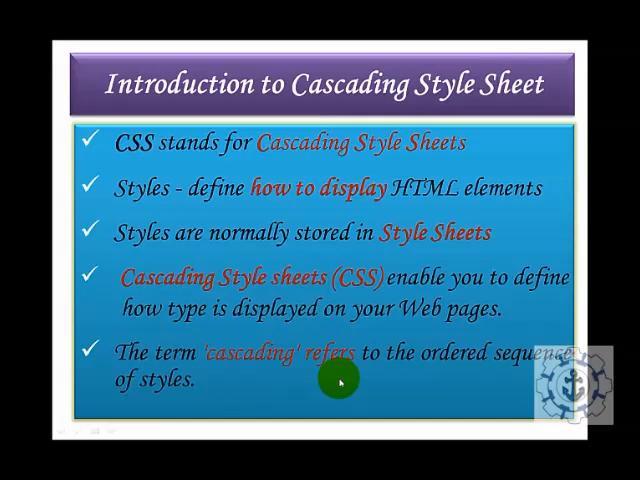 Introduction to Cascading Style Sheet
CSS stands for Cascading Style Sheets
Styles - define how to display HTML elements
Styles are normally stored in Style Sheets
Cascading Style sheets (CSS) enable you to define
how type is displayed on your Web pages.
The term 'cascading' refers to the ordered sequence
of styles.